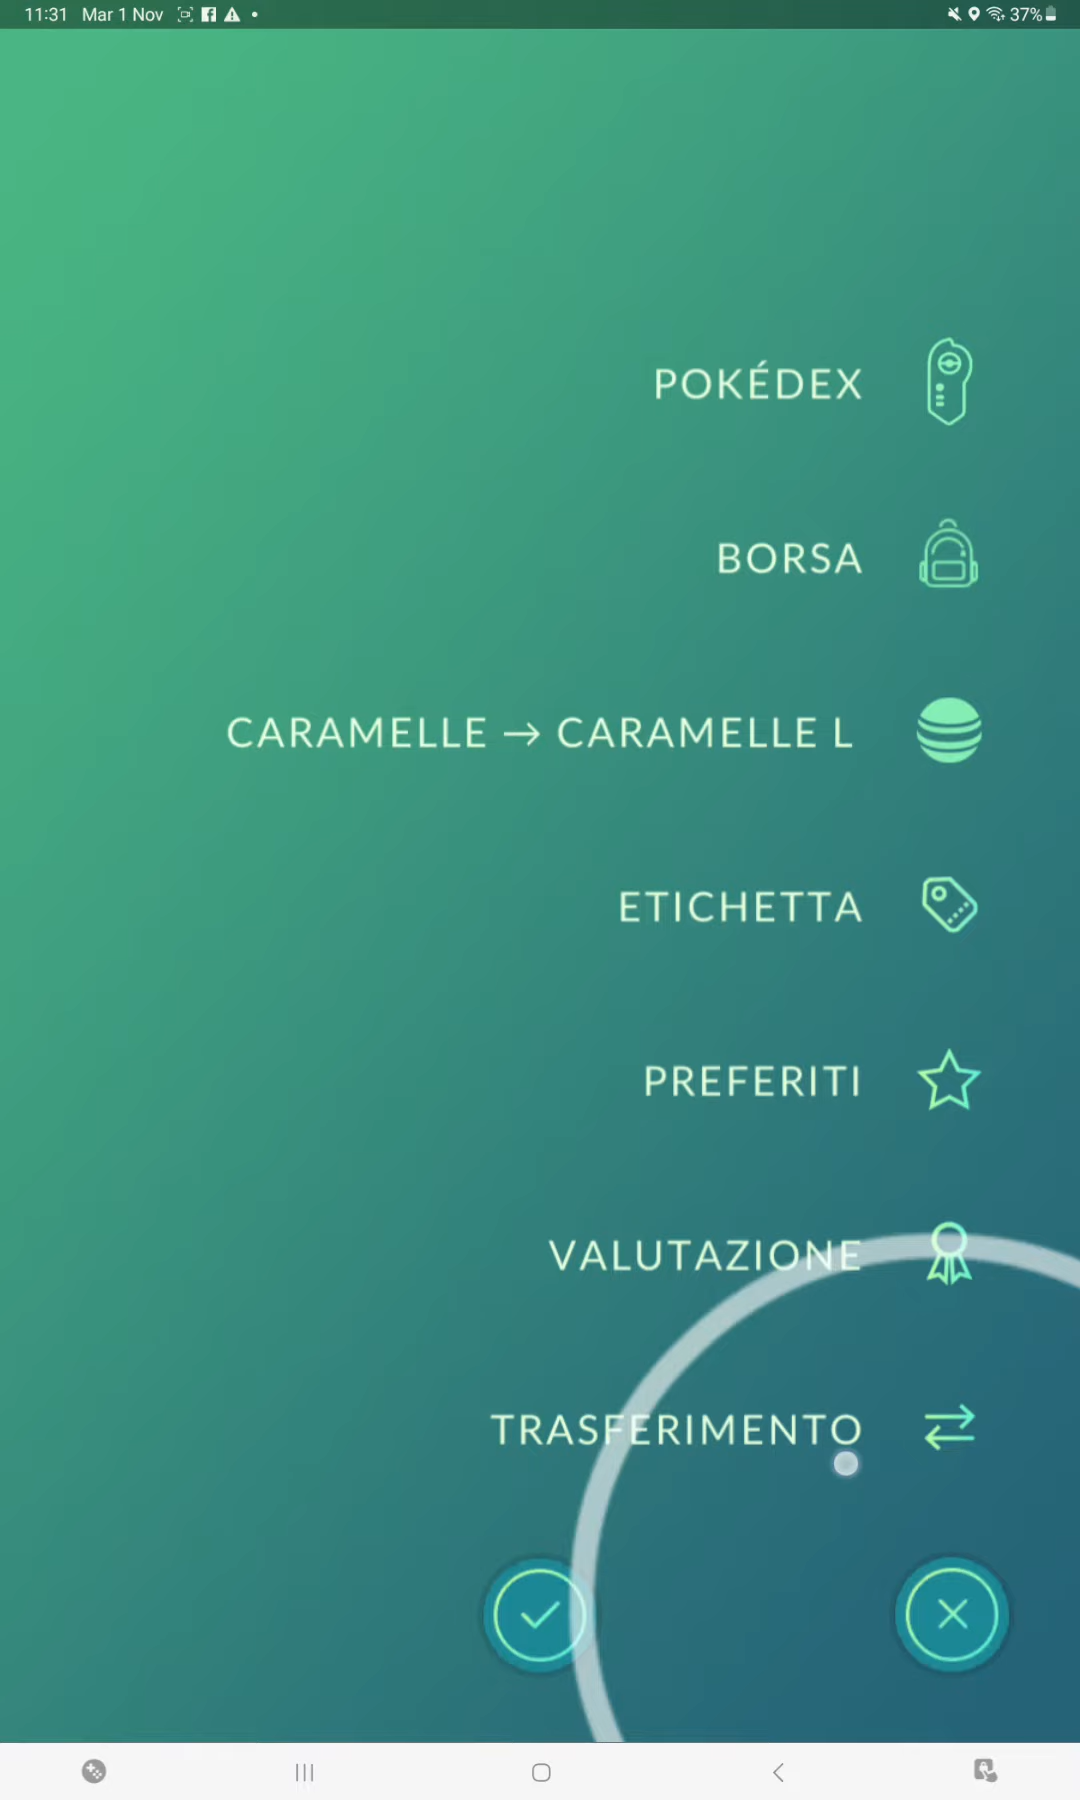 11:31 Mar 1 Nov 37%
POKÉDEX
BORSA
CARAMELLE → CARAMELLE L
ETICHETTA
PREFERITI
VALUTAZIONE
TRASFERIMENTO